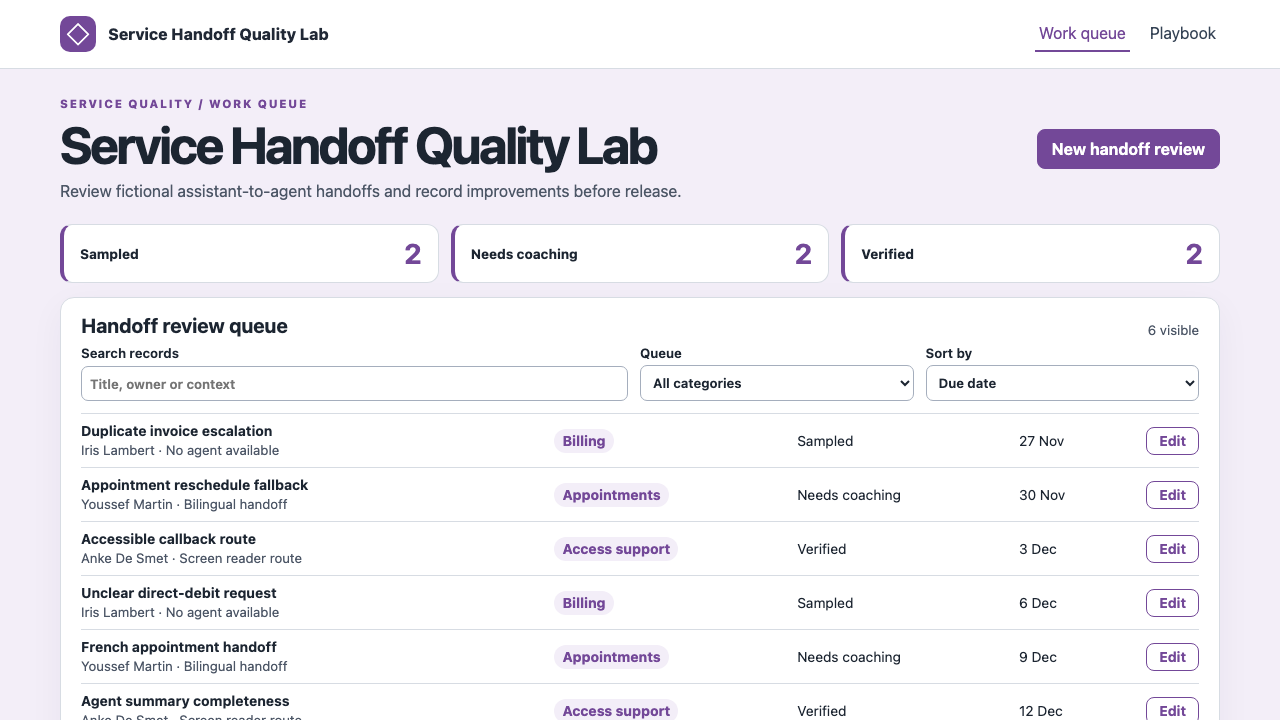 Service Handoff Quality Lab
Work queue
Playbook
SERVICE QUALITY / WORK QUEUE
Service Handoff Quality Lab
New handoff review
Review fictional assistant-to-agent handoffs and record improvements before release.
Sampled 2
Needs coaching 2
Verified 2
Handoff review queue
6 visible
Search records
Title, owner or context
Queue
All categories
Sort by
Due date
Duplicate invoice escalation
Iris Lambert · No agent available
Billing
Sampled
27 Nov
Edit
Appointment reschedule fallback
Youssef Martin · Bilingual handoff
Appointments
Needs coaching
30 Nov
Edit
Accessible callback route
Anke De Smet · Screen reader route
Access support
Verified
3 Dec
Edit
Unclear direct-debit request
Iris Lambert · No agent available
Billing
Sampled
6 Dec
Edit
French appointment handoff
Youssef Martin · Bilingual handoff
Appointments
Needs coaching
9 Dec
Edit
Agent summary completeness
Anke De Smet · Screen reader route
Access support
Verified
12 Dec
Edit